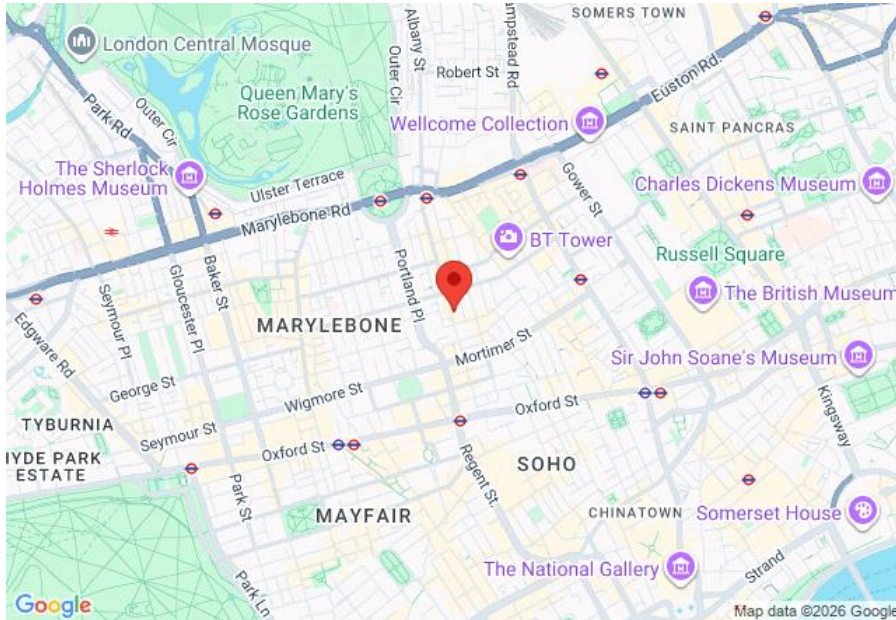 SOMERS TOWN
London Central Mosque
Albany St
Outer Cir
ampstead Rd
Robert St
Euston Rd.
Park Rd
Outer Cir
Queen Mary's
Rose Gardens
Wellcome Collection
SAINT PANCRAS
The Sherlock
Holmes Museum
Ulster Terrace
Gower St
Charles Dickens Museum
Marylebone Rd
BT Tower
Russell Square
Portland Pl
Baker St
Gloucester Pl
Seymour Pl
The British Museum
Edgware Rd
MARYLEBONE
Mortimer St
Sir John Soane's Museum
George St
Wigmore St
Oxford St
Kingsway
TYBURNIA
Seymour St
Oxford St
HYDE PARK
ESTATE
Park St
Regent St.
SOHO
MAYFAIR
CHINATOWN
Somerset House
The National Gallery
Strand
Park Ln
Google
Map data ©2026 Google